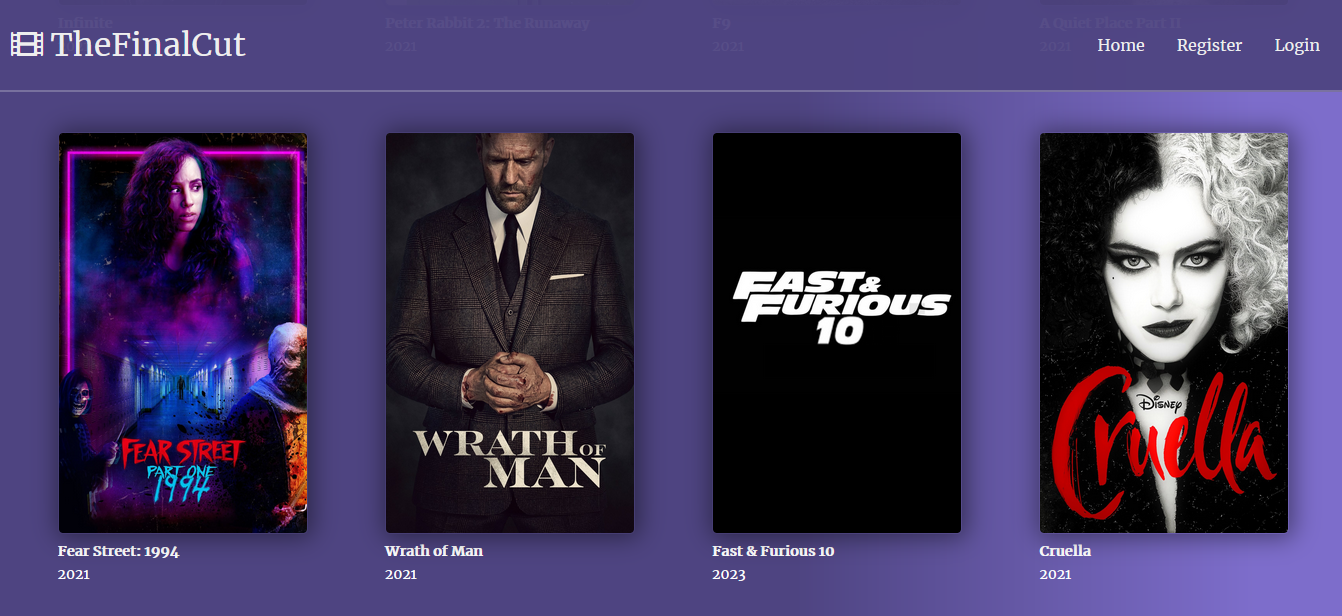 Infinite
Peter Rabbit 2: The Runaway
F9
A Quiet Place Part II
2021
2021
2021
TheFinalCut
Home
Register
Login
FEAR STREET
PART ONE
1994
WRATH OF
MAN
FAST &
FURIOUS
10
DISNEY
Cruella
Fear Street: 1994
2021
Wrath of Man
2021
Fast & Furious 10
2023
Cruella
2021